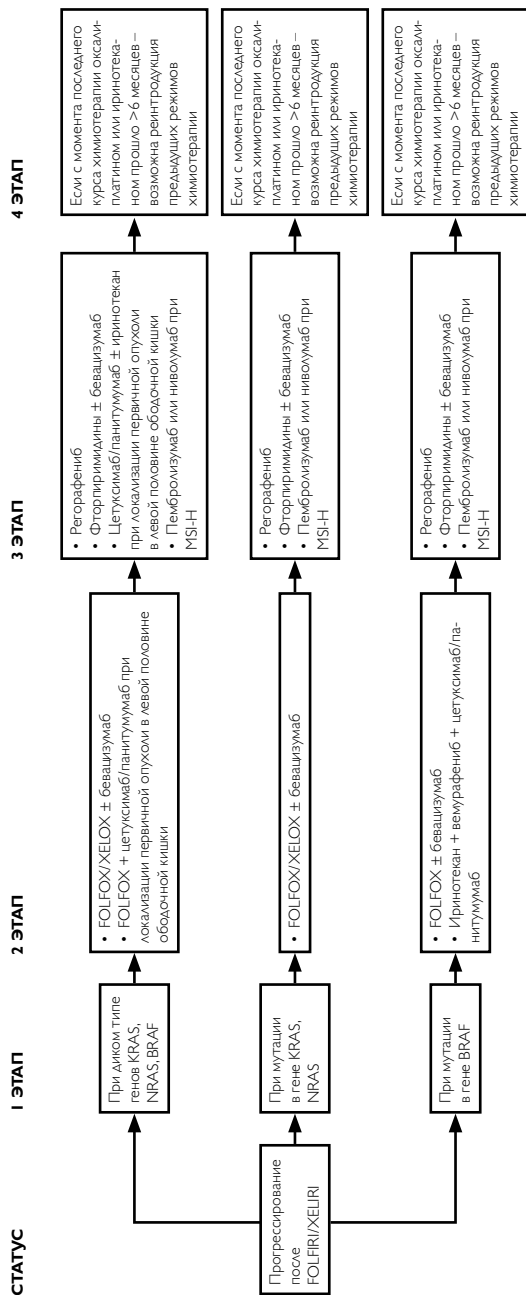 СТАТУС
Прогрессирование
после
FOLFIRI/XELIRI
1 ЭТАП
При диком типе
генов KRAS,
NRAS, BRAF
При мутации
в гене KRAS,
NRAS
При мутации
в гене BRAF
2 ЭТАП
• FOLFOX/XELOX ± бевацизумаб
• FOLFOX + цетуксимаб/панитумумаб при
локализации первичной опухоли в левой половине
ободочной кишки
• FOLFOX/XELOX ± бевацизумаб
• FOLFOX ± бевацизумаб
• Иринотекан + вемурафениб + цетуксимаб/па-
нитумумаб
3 ЭТАП
• Регорафениб
• Фторпиримидины ± бевацизумаб
• Цетуксимаб/панитумумаб ± иринотекан
при локализации первичной опухоли
в левой половине ободочной кишки
• Пембролизумаб или ниволумаб при
MSI-H
• Регорафениб
• Фторпиримидины ± бевацизумаб
• Пембролизумаб или ниволумаб при
MSI-H
• Регорафениб
• Фторпиримидины ± бевацизумаб
• Пембролизумаб или ниволумаб при
MSI-H
4 ЭТАП
Если с момента последнего
курса химиотерапии оксали-
платином или иринотека-
ном прошло >6 месяцев –
возможна реинтродукция
предыдущих режимов
химиотерапии
Если с момента последнего
курса химиотерапии оксали-
платином или иринотека-
ном прошло >6 месяцев –
возможна реинтродукция
предыдущих режимов
химиотерапии
Если с момента последнего
курса химиотерапии оксали-
платином или иринотека-
ном прошло >6 месяцев –
возможна реинтродукция
предыдущих режимов
химиотерапии